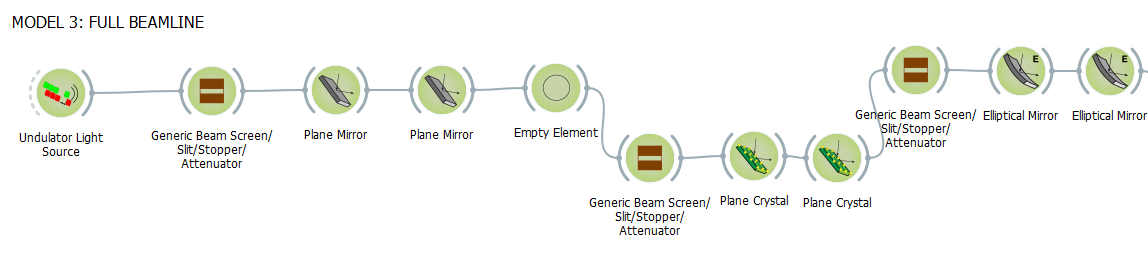 MODEL 3: FULL BEAMLINE
Undulator Light
Source
Generic Beam Screen/
Slit/Stopper/
Attenuator
Plane Mirror
Plane Mirror
Empty Element
Generic Beam Screen/
Slit/Stopper/
Attenuator
Plane Crystal
Plane Crystal
Generic Beam Screen/
Slit/Stopper/
Attenuator
E
Elliptical Mirror
E
Elliptical Mirror